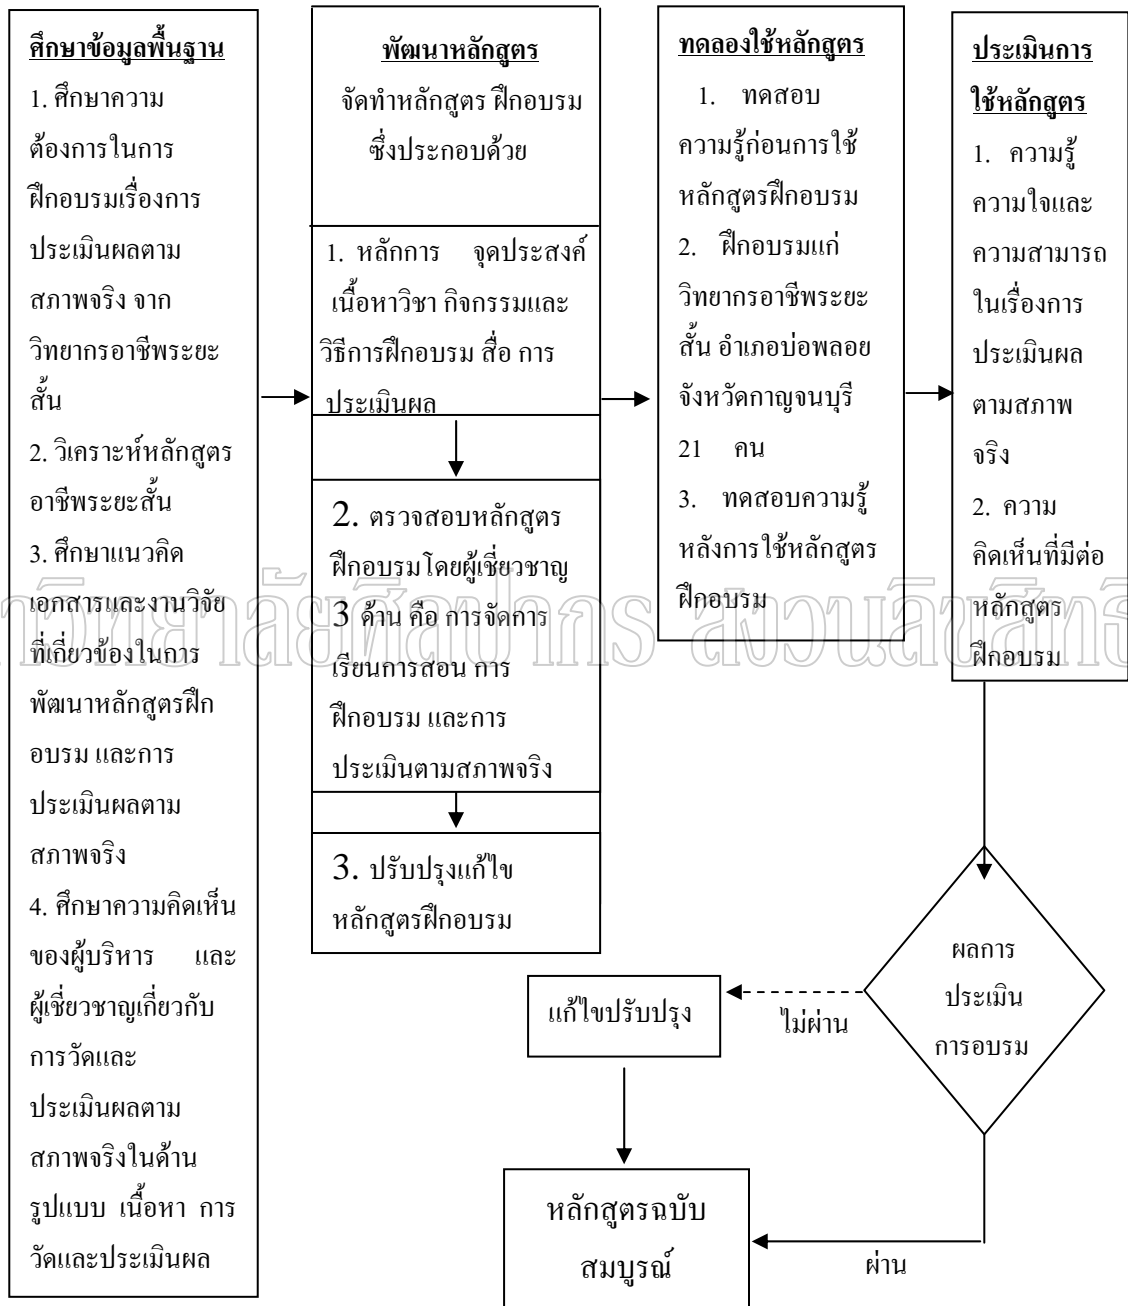 ศึกษาข้อมูลพื้นฐาน
1. ศึกษาความ
ต้องการในการ
ฝึกอบรมเรื่องการ
ประเมินผลตาม
สภาพจริง จาก
วิทยากรอาชีพระยะ
สั้น
2. วิเคราะห์หลักสูตร
อาชีพระยะสั้น
3. ศึกษาแนวคิด
เอกสารและงานวิจัย
ที่เกี่ยวข้องในการ
พัฒนาหลักสูตรฝึก
อบรม และการ
ประเมินผลตาม
สภาพจริง
4. ศึกษาความคิดเห็น
ของผู้บริหาร และ
ผู้เชี่ยวชาญเกี่ยวกับ
การวัดและ
ประเมินผลตาม
สภาพจริงในด้าน
รูปแบบ เนื้อหา การ
วัดและประเมินผล
พัฒนาหลักสูตร
จัดทำหลักสูตร ฝึกอบรม
ซึ่งประกอบด้วย
1. หลักการ จุดประสงค์
เนื้อหาวิชา กิจกรรมและ
วิธีการฝึกอบรม สื่อ การ
ประเมินผล
2. ตรวจสอบหลักสูตร
ฝึกอบรมโดยผู้เชี่ยวชาญ
3 ด้าน คือ การจัดการ
เรียนการสอน การ
ฝึกอบรม และการ
ประเมินตามสภาพจริง
3. ปรับปรุงแก้ไข
หลักสูตรฝึกอบรม
ทดลองใช้หลักสูตร
1. ทดสอบ
ความรู้ก่อนการใช้
หลักสูตรฝึกอบรม
2. ฝึกอบรมแก่
วิทยากรอาชีพระยะ
สั้น อำเภอบ่อพลอย
จังหวัดกาญจนบุรี
21 คน
3. ทดสอบความรู้
หลังการใช้หลักสูตร
ฝึกอบรม
ประเมินการ
ใช้หลักสูตร
1. ความรู้
ความใจและ
ความสามารถ
ในเรื่องการ
ประเมินผล
ตามสภาพ
จริง
2. ความ
คิดเห็นที่มีต่อ
หลักสูตร
ฝึกอบรม
ผลการ
ประเมิน
การอบรม
ไม่ผ่าน
แก้ไขปรับปรุง
หลักสูตรฉบับ
สมบูรณ์
ผ่าน
าวิทยาลัยศิลปากร สงวนลิขสิทธิ